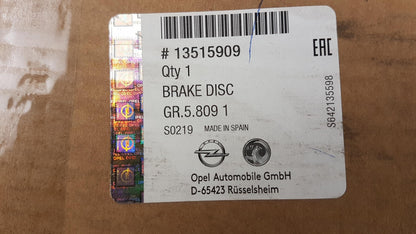 # 13515909
EAC
Qty 1
BRAKE DISC
GR.5.809 1
S0219 MADE IN SPAIN
S642135598
Opel Automobile GmbH
D-65423 Rüsselsheim